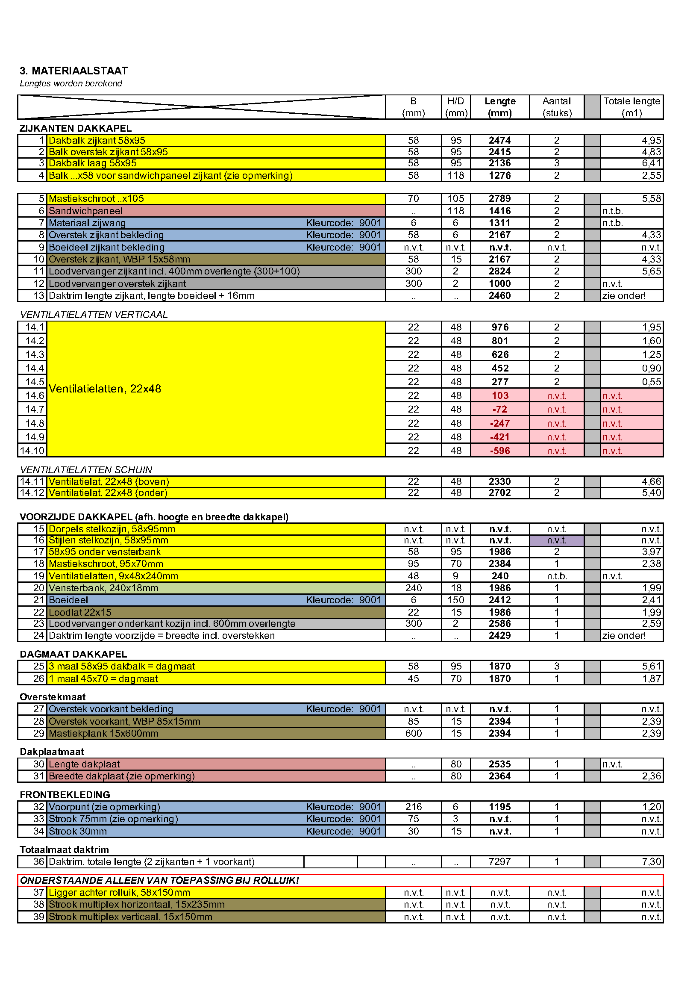 3. MATERIAALSTAAT
Lengtes worden berekend
B H/D Lengte Aantal Totale lengte
(mm) (mm) (mm) (stuks) (m1)
ZIJKANTEN DAKKAPEL
1 Dakbalk zijkant 58x95 58 95 2474 2 4,95
2 Balk overstek zijkant 58x95 58 95 2415 2 4,83
3 Dakbalk laag 58x95 58 95 2136 3 6,41
4 Balk ...x58 voor sandwichpaneel zijkant (zie opmerking) 58 118 1276 2 2,55
5 Mastiekschroot ..x105 70 105 2789 2 5,58
6 Sandwichpaneel .. 118 1416 2 n.t.b.
7 Materiaal zijwang Kleurcode: 9001 6 6 1311 2 n.t.b.
8 Overstek zijkant bekleding Kleurcode: 9001 58 6 2167 2 4,33
9 Boeideel zijkant bekleding Kleurcode: 9001 n.v.t. n.v.t. n.v.t. n.v.t. n.v.t.
10 Overstek zijkant, WBP 15x58mm 58 15 2167 2 4,33
11 Loodvervanger zijkant incl. 400mm overlengte (300+100) 300 2 2824 2 5,65
12 Loodvervanger overstek zijkant 300 2 1000 2 n.v.t.
13 Daktrim lengte zijkant, lengte boeideel + 16mm .. .. 2460 2 zie onder!
VENTILATIELATTEN VERTICAAL
14.1 22 48 976 2 1,95
14.2 22 48 801 2 1,60
14.3 22 48 626 2 1,25
14.4 22 48 452 2 0,90
14.5 22 48 277 2 0,55
Ventilatielatten, 22x48
14.6 22 48 103 n.v.t. n.v.t.
14.7 22 48 -72 n.v.t. n.v.t.
14.8 22 48 -247 n.v.t. n.v.t.
14.9 22 48 -421 n.v.t. n.v.t.
14.10 22 48 -596 n.v.t. n.v.t.
VENTILATIELATTEN SCHUIN
14.11 Ventilatielat, 22x48 (boven) 22 48 2330 2 4,66
14.12 Ventilatielat, 22x48 (onder) 22 48 2702 2 5,40
VOORZIJDE DAKKAPEL (afh. hoogte en breedte dakkapel)
15 Dorpels stelkozijn, 58x95mm n.v.t. n.v.t. n.v.t. n.v.t. n.v.t.
16 Stijlen stelkozijn, 58x95mm n.v.t. n.v.t. n.v.t. n.v.t. n.v.t.
17 58x95 onder vensterbank 58 95 1986 2 3,97
18 Mastiekschroot, 95x70mm 95 70 2384 1 2,38
19 Ventilatielatten, 9x48x240mm 48 9 240 n.t.b. n.v.t.
20 Vensterbank, 240x18mm 240 18 1986 1 1,99
21 Boeideel Kleurcode: 9001 6 150 2412 1 2,41
22 Loodlat 22x15 22 15 1986 1 1,99
23 Loodvervanger onderkant kozijn incl. 600mm overlengte 300 2 2586 1 2,59
24 Daktrim lengte voorzijde = breedte incl. overstekken .. .. 2429 1 zie onder!
DAGMAAT DAKKAPEL
25 3 maal 58x95 dakbalk = dagmaat 58 95 1870 3 5,61
26 1 maal 45x70 = dagmaat 45 70 1870 1 1,87
Overstekmaat
27 Overstek voorkant bekleding Kleurcode: 9001 n.v.t. n.v.t. n.v.t. 1 n.v.t.
28 Overstek voorkant, WBP 85x15mm 85 15 2394 1 2,39
29 Mastiekplank 15x600mm 600 15 2394 1 2,39
Dakplaatmaat
30 Lengte dakplaat .. 80 2535 1 n.v.t.
31 Breedte dakplaat (zie opmerking) .. 80 2364 1 2,36
FRONTBEKLEDING
32 Voorpunt (zie opmerking) Kleurcode: 9001 216 6 1195 1 1,20
33 Strook 75mm (zie opmerking) Kleurcode: 9001 75 3 n.v.t. 1 n.v.t.
34 Strook 30mm Kleurcode: 9001 30 15 n.v.t. 1 n.v.t.
Totaalmaat daktrim
36 Daktrim, totale lengte (2 zijkanten + 1 voorkant) .. .. 7297 1 7,30
ONDERSTAANDE ALLEEN VAN TOEPASSING BIJ ROLLUIK!
37 Ligger achter rolluik, 58x150mm n.v.t. n.v.t. n.v.t. n.v.t. n.v.t.
38 Strook multiplex horizontaal, 15x235mm n.v.t. n.v.t. n.v.t. n.v.t. n.v.t.
39 Strook multiplex verticaal, 15x150mm n.v.t. n.v.t. n.v.t. n.v.t. n.v.t.